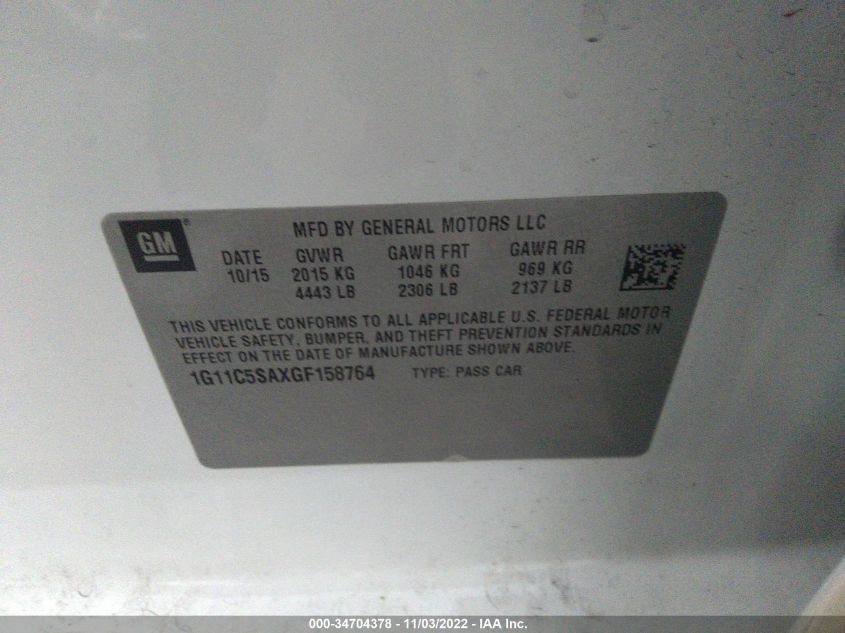 GM®
MFD BY GENERAL MOTORS LLC
DATE GVWR GAWR FRT GAWR RR
10/15 2015 KG 1046 KG 969 KG
4443 LB 2306 LB 2137 LB
THIS VEHICLE CONFORMS TO ALL APPLICABLE U.S. FEDERAL MOTOR
VEHICLE SAFETY, BUMPER, AND THEFT PREVENTION STANDARDS IN
EFFECT ON THE DATE OF MANUFACTURE SHOWN ABOVE.
1G11C5SAXGF158764 TYPE: PASS CAR
000-34704378 - 11/03/2022 - IAA Inc.